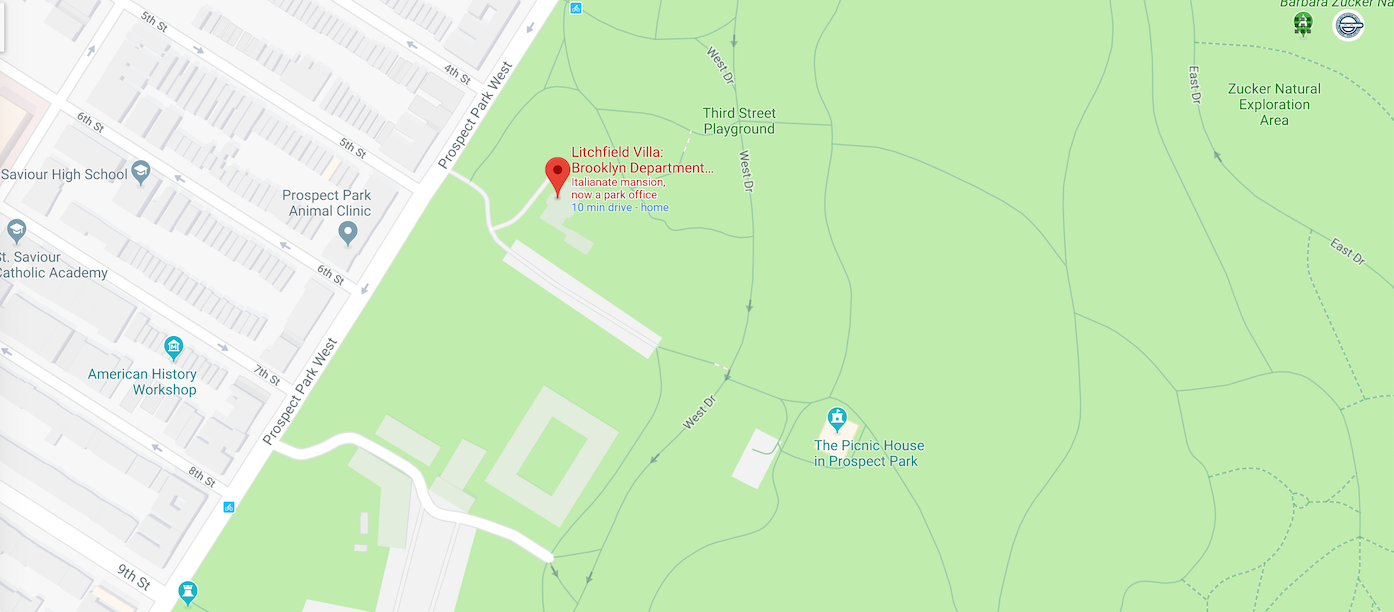 Barbara Zucker Na
5th St
4th St
West Dr
Prospect Park West
East Dr
Zucker Natural
Exploration
Area
Third Street
Playground
6th St
5th St
Litchfield Villa:
Brooklyn Department...
Italianate mansion,
now a park office
10 min drive - home
West Dr
Saviour High School
Prospect Park
Animal Clinic
St. Saviour
Catholic Academy
6th St
East Dr
American History
Workshop
7th St
Prospect Park West
West Dr
The Picnic House
in Prospect Park
8th St
9th St